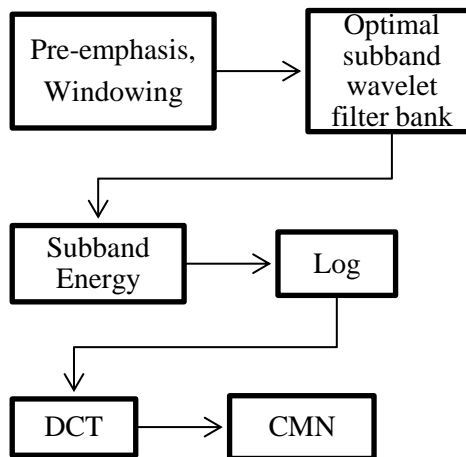 Pre-emphasis,
Windowing
Optimal
subband
wavelet
filter bank
Subband
Energy
Log
DCT
CMN